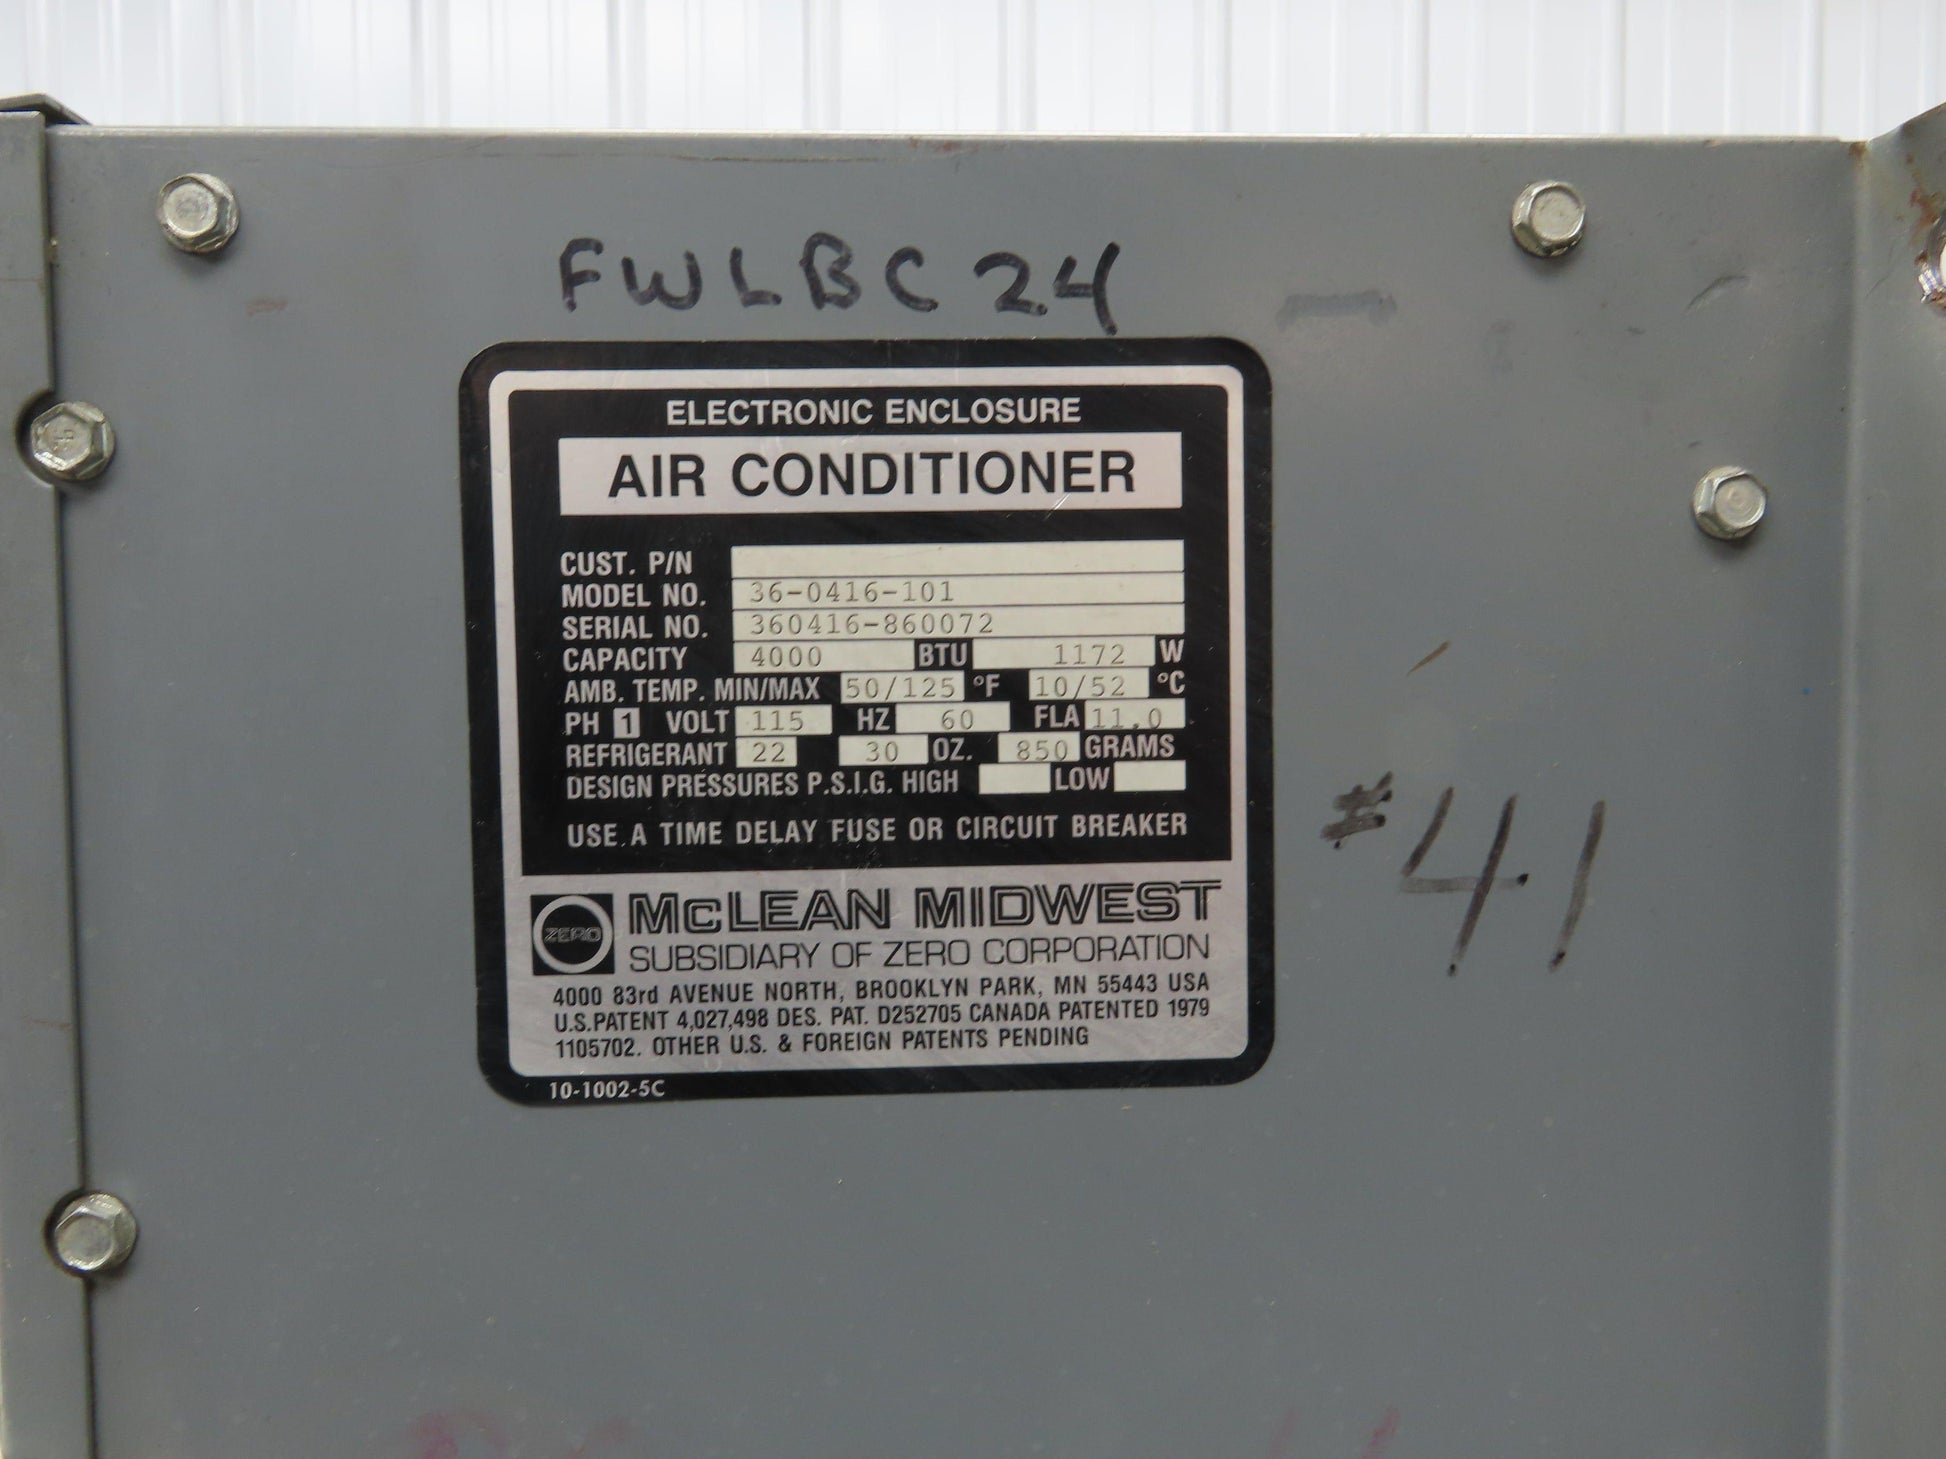 FWLBC24
ELECTRONIC ENCLOSURE
AIR CONDITIONER
CUST. P/N
MODEL NO. 36-0416-101
SERIAL NO. 360416-860072
CAPACITY 4000 BTU 1172 W
AMB. TEMP. MIN/MAX 50/125 °F 10/52 °C
PH 1 VOLT 115 HZ 60 FLA 11.0
REFRIGERANT 22 30 OZ. 850 GRAMS
DESIGN PRESSURES P.S.I.G. HIGH LOW
USE A TIME DELAY FUSE OR CIRCUIT BREAKER
#41
ZERO McLEAN MIDWEST
SUBSIDIARY OF ZERO CORPORATION
4000 83rd AVENUE NORTH, BROOKLYN PARK, MN 55443 USA
U.S.PATENT 4,027,498 DES. PAT. D252705 CANADA PATENTED 1979
1105702. OTHER U.S. & FOREIGN PATENTS PENDING
10-1002-5C